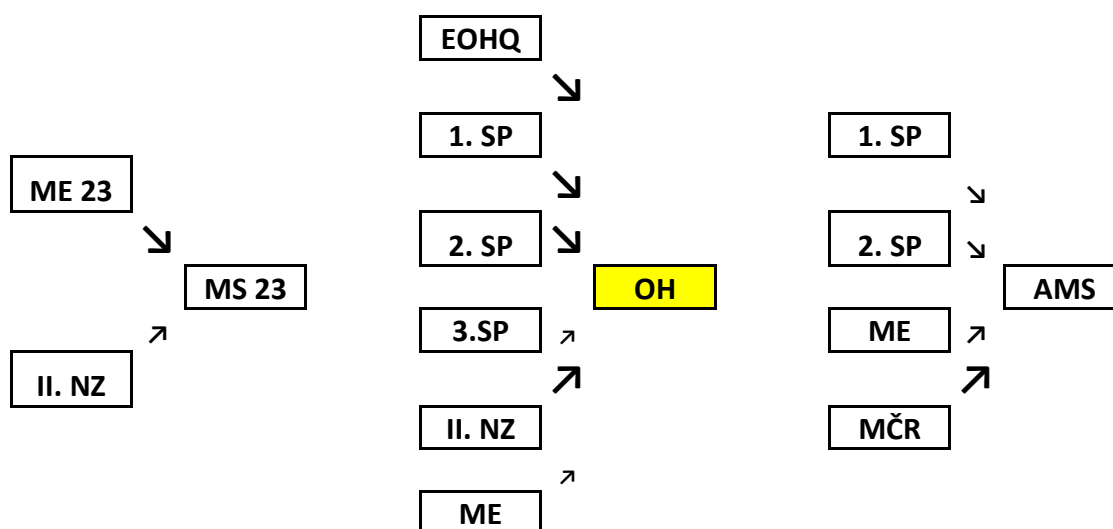 ME 23
II. NZ
MS 23
EOHQ
1. SP
2. SP
3.SP
II. NZ
ME
OH
1. SP
2. SP
ME
MČR
AMS